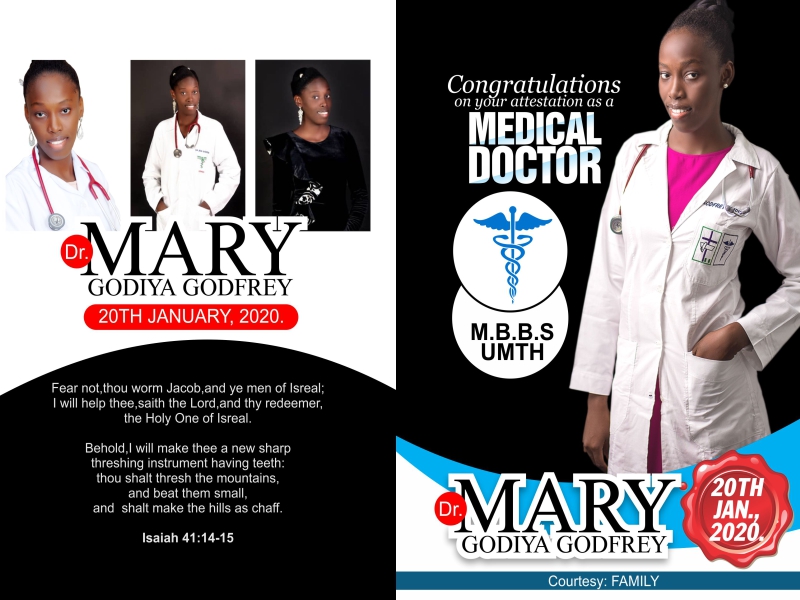 Dr.
MARY
GODIYA GODFREY
20TH JANUARY, 2020.
Fear not,thou worm Jacob,and ye men of Isreal;
I will help thee,saith the Lord,and thy redeemer,
the Holy One of Isreal.
Behold,I will make thee a new sharp
threshing instrument having teeth:
thou shalt thresh the mountains,
and beat them small,
and shalt make the hills as chaff.
Isaiah 41:14-15
Congratulations
on your attestation as a
MEDICAL
DOCTOR
M.B.B.S
UMTH
Dr.
MARY
GODIYA GODFREY
20TH
JAN.,
2020.
Courtesy: FAMILY